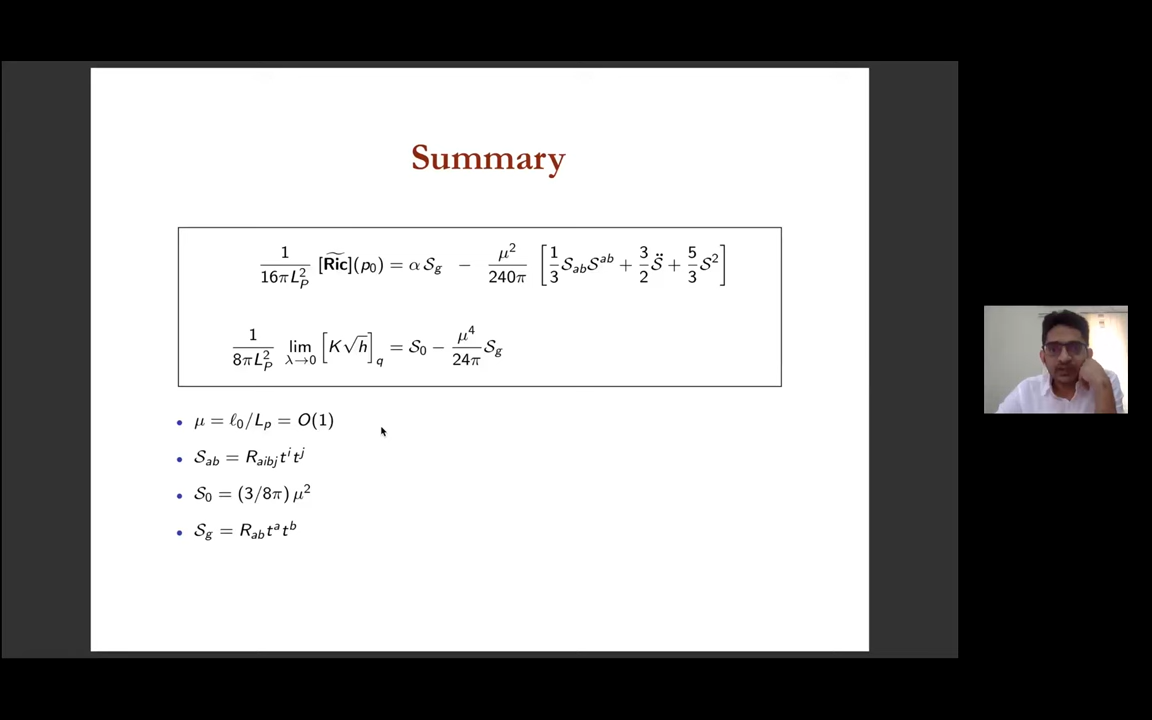 Summary
$\frac{1}{16\pi L_P^2} [\widetilde{\mathbf{Ric}}](p_0) = \alpha \mathcal{S}_g - \frac{\mu^2}{240\pi} \left[ \frac{1}{3} \mathcal{S}_{ab} \mathcal{S}^{ab} + \frac{3}{2} \ddot{\mathcal{S}} + \frac{5}{3} \mathcal{S}^2 \right]$
$\frac{1}{8\pi L_P^2} \lim_{\lambda \to 0} \left[ K\sqrt{h} \right]_q = \mathcal{S}_0 - \frac{\mu^4}{24\pi} \mathcal{S}_g$
• $\mu = \ell_0/L_p = O(1)$
• $\mathcal{S}_{ab} = R_{aibj} t^i t^j$
• $\mathcal{S}_0 = (3/8\pi) \mu^2$
• $\mathcal{S}_g = R_{ab} t^a t^b$